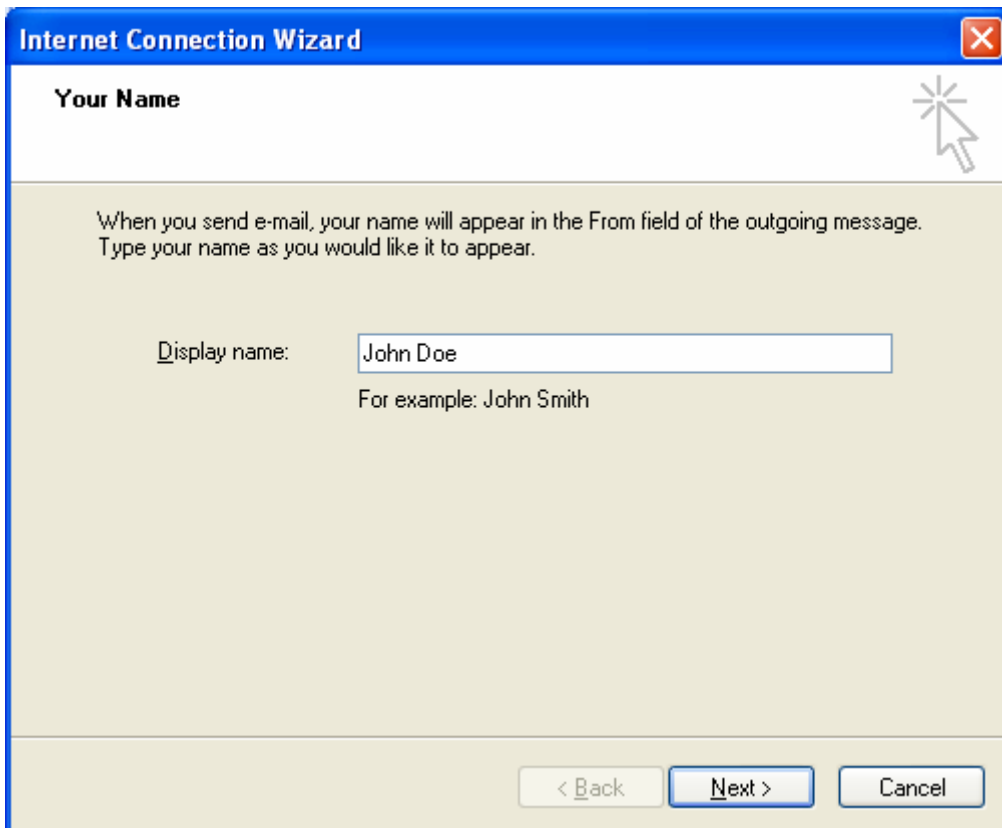 Internet Connection Wizard
Your Name
When you send e-mail, your name will appear in the From field of the outgoing message.
Type your name as you would like it to appear.
Display name: John Doe
For example: John Smith
< Back Next > Cancel